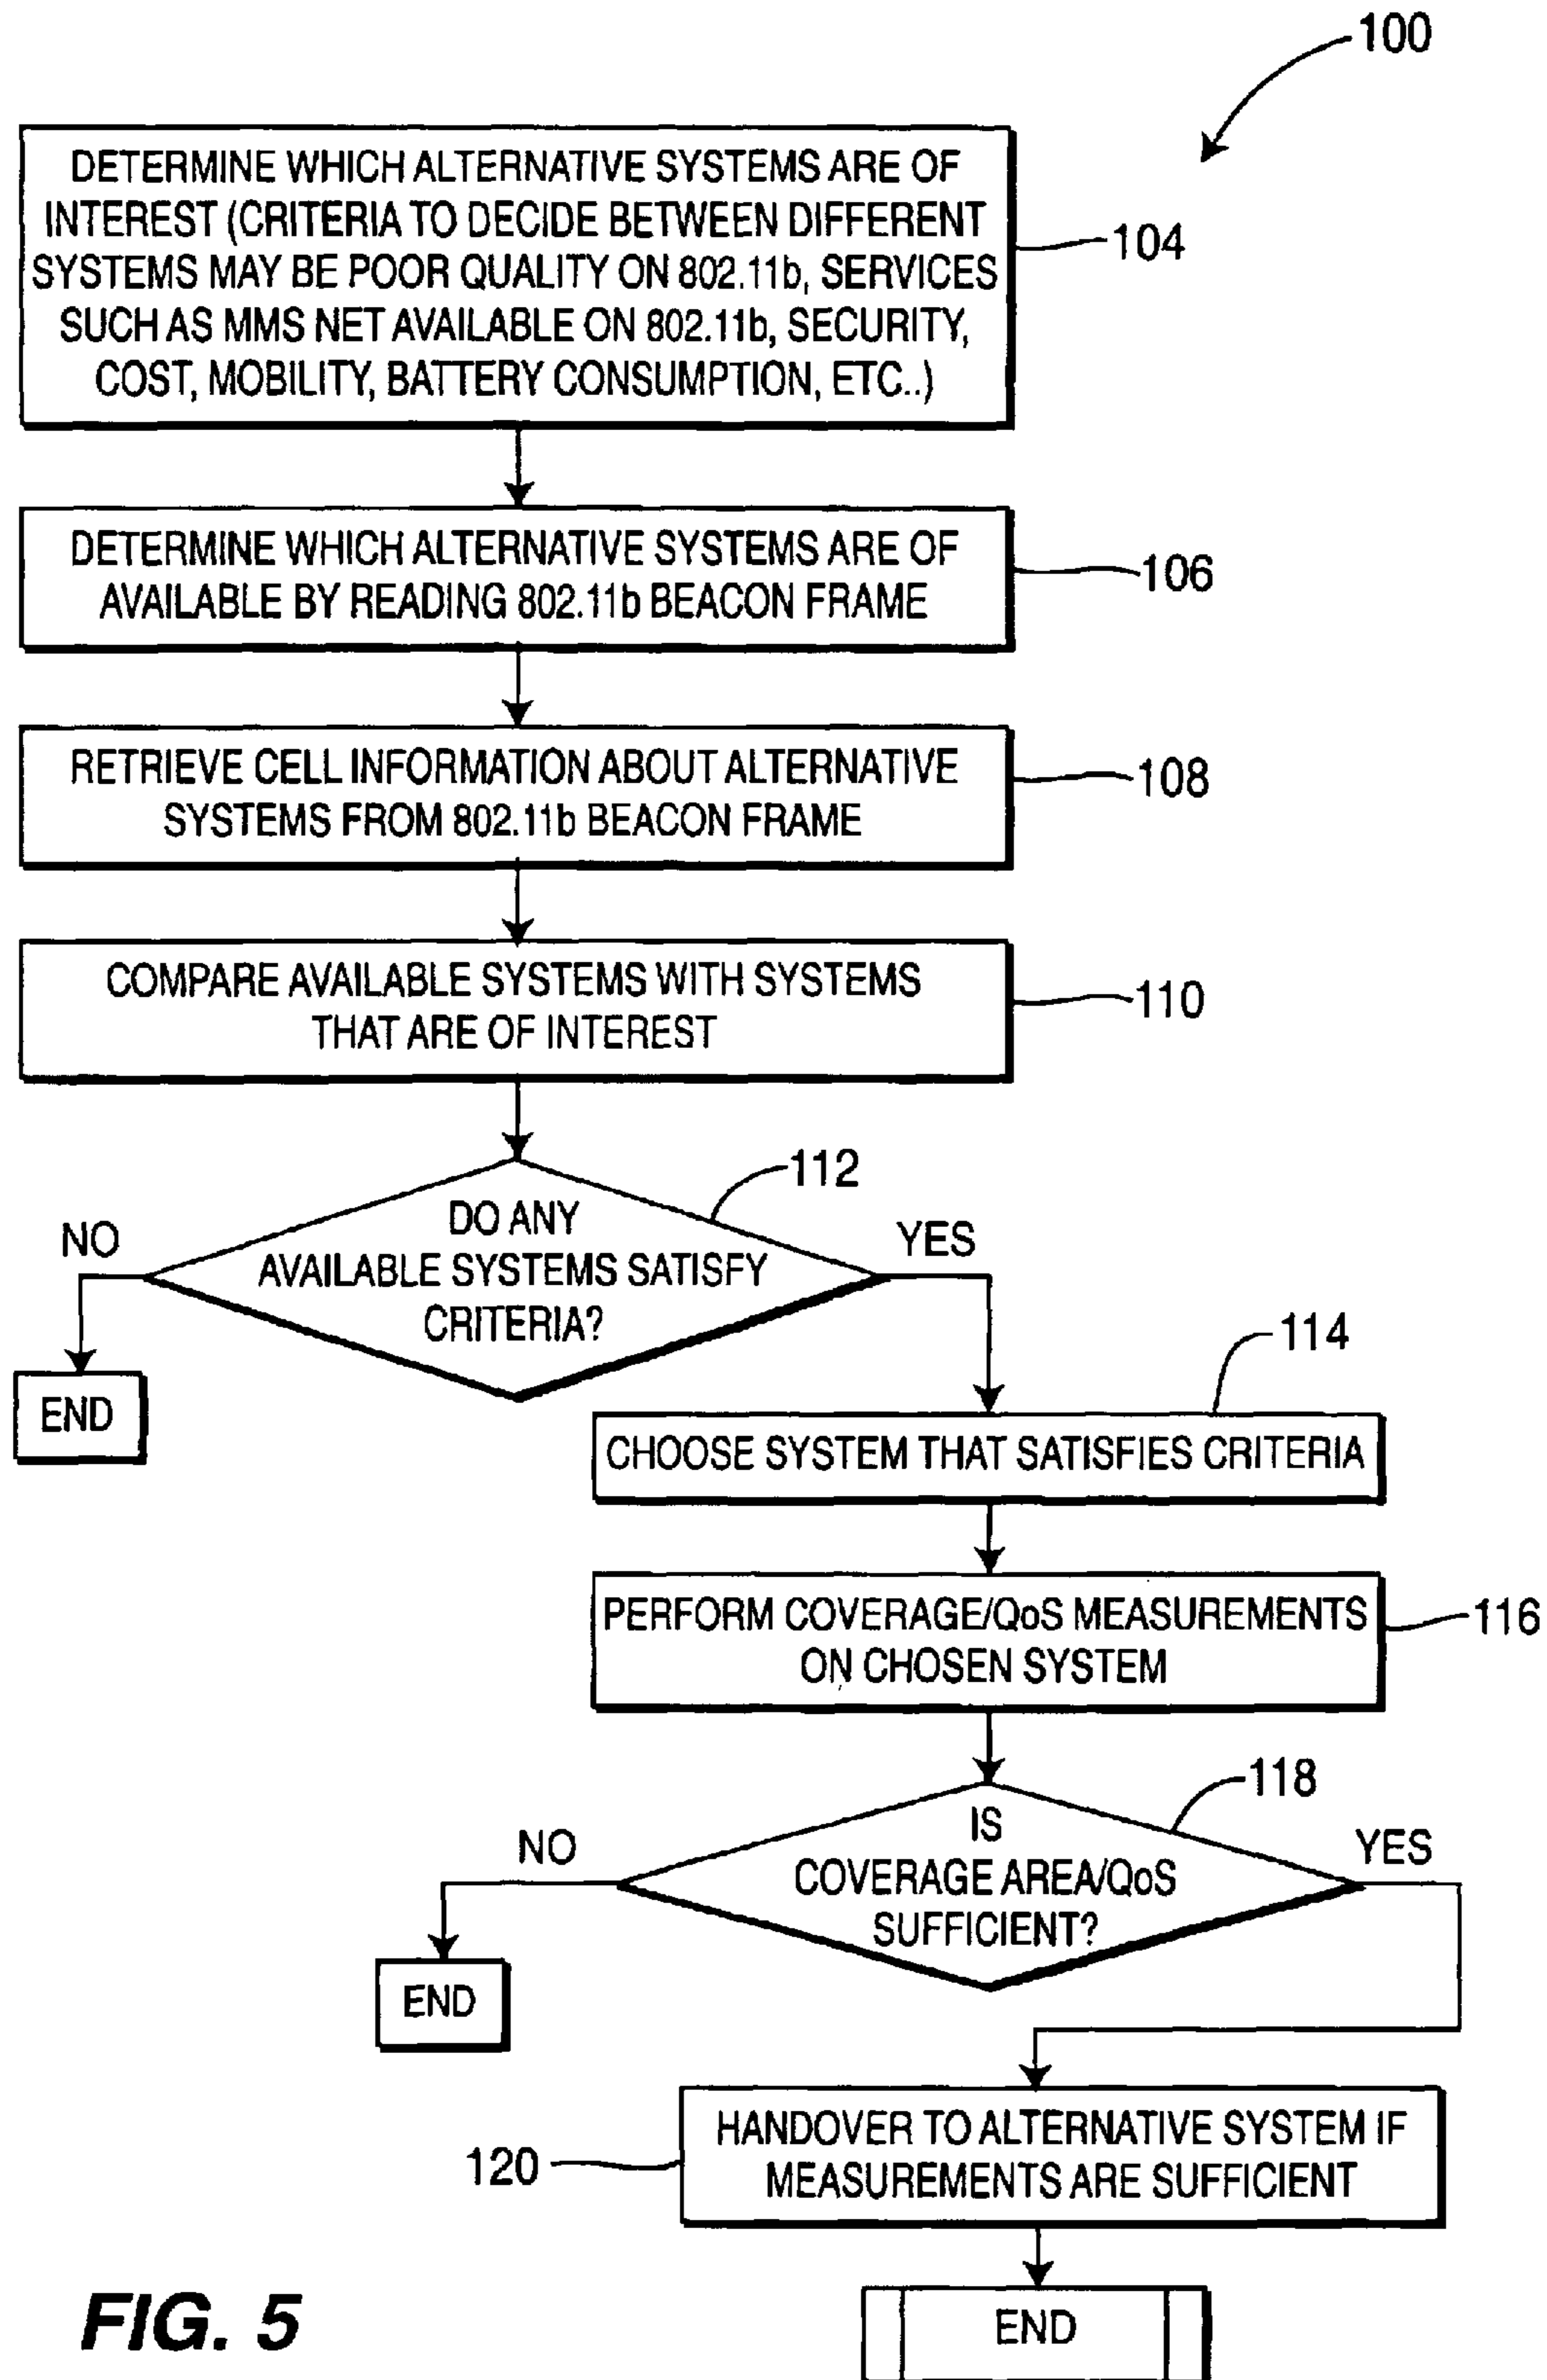 100
DETERMINE WHICH ALTERNATIVE SYSTEMS ARE OF
INTEREST (CRITERIA TO DECIDE BETWEEN DIFFERENT
SYSTEMS MAY BE POOR QUALITY ON 802.11b, SERVICES
SUCH AS MMS NET AVAILABLE ON 802.11b, SECURITY,
COST, MOBILITY, BATTERY CONSUMPTION, ETC..)
104
DETERMINE WHICH ALTERNATIVE SYSTEMS ARE OF
AVAILABLE BY READING 802.11b BEACON FRAME
106
RETRIEVE CELL INFORMATION ABOUT ALTERNATIVE
SYSTEMS FROM 802.11b BEACON FRAME
108
COMPARE AVAILABLE SYSTEMS WITH SYSTEMS
THAT ARE OF INTEREST
110
112
DO ANY
AVAILABLE SYSTEMS SATISFY
CRITERIA?
NO
YES
END
114
CHOOSE SYSTEM THAT SATISFIES CRITERIA
PERFORM COVERAGE/QoS MEASUREMENTS
ON CHOSEN SYSTEM
116
118
IS
COVERAGE AREA/QoS
SUFFICIENT?
NO
YES
END
HANDOVER TO ALTERNATIVE SYSTEM IF
MEASUREMENTS ARE SUFFICIENT
120
END
FIG. 5